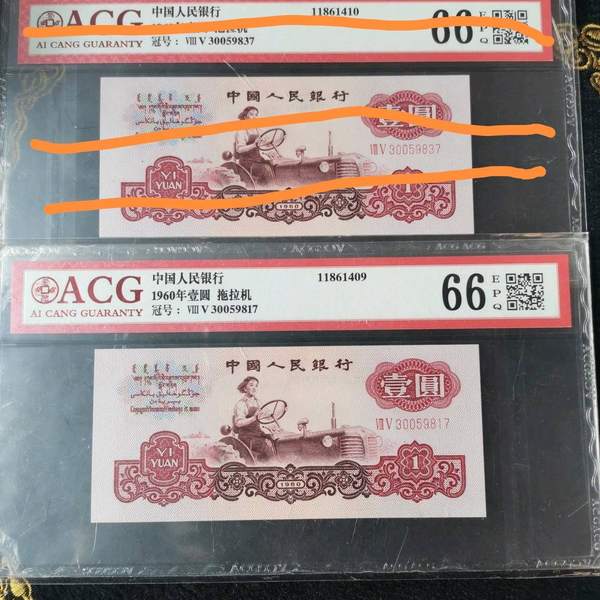 ACG
AI CANG GUARANTY
中国人民银行
11861410
冠号：Ⅷ V 30059837
66
E
P
Q
中國人民銀行
壹圓
Ⅷ V 30059837
YI
YUAN
1960
1
ACG
AI CANG GUARANTY
中国人民银行
11861409
1960年壹圆 拖拉机
冠号：Ⅷ V 30059817
66
E
P
Q
中國人民銀行
壹圓
Ⅷ V 30059817
YI
YUAN
1960
1